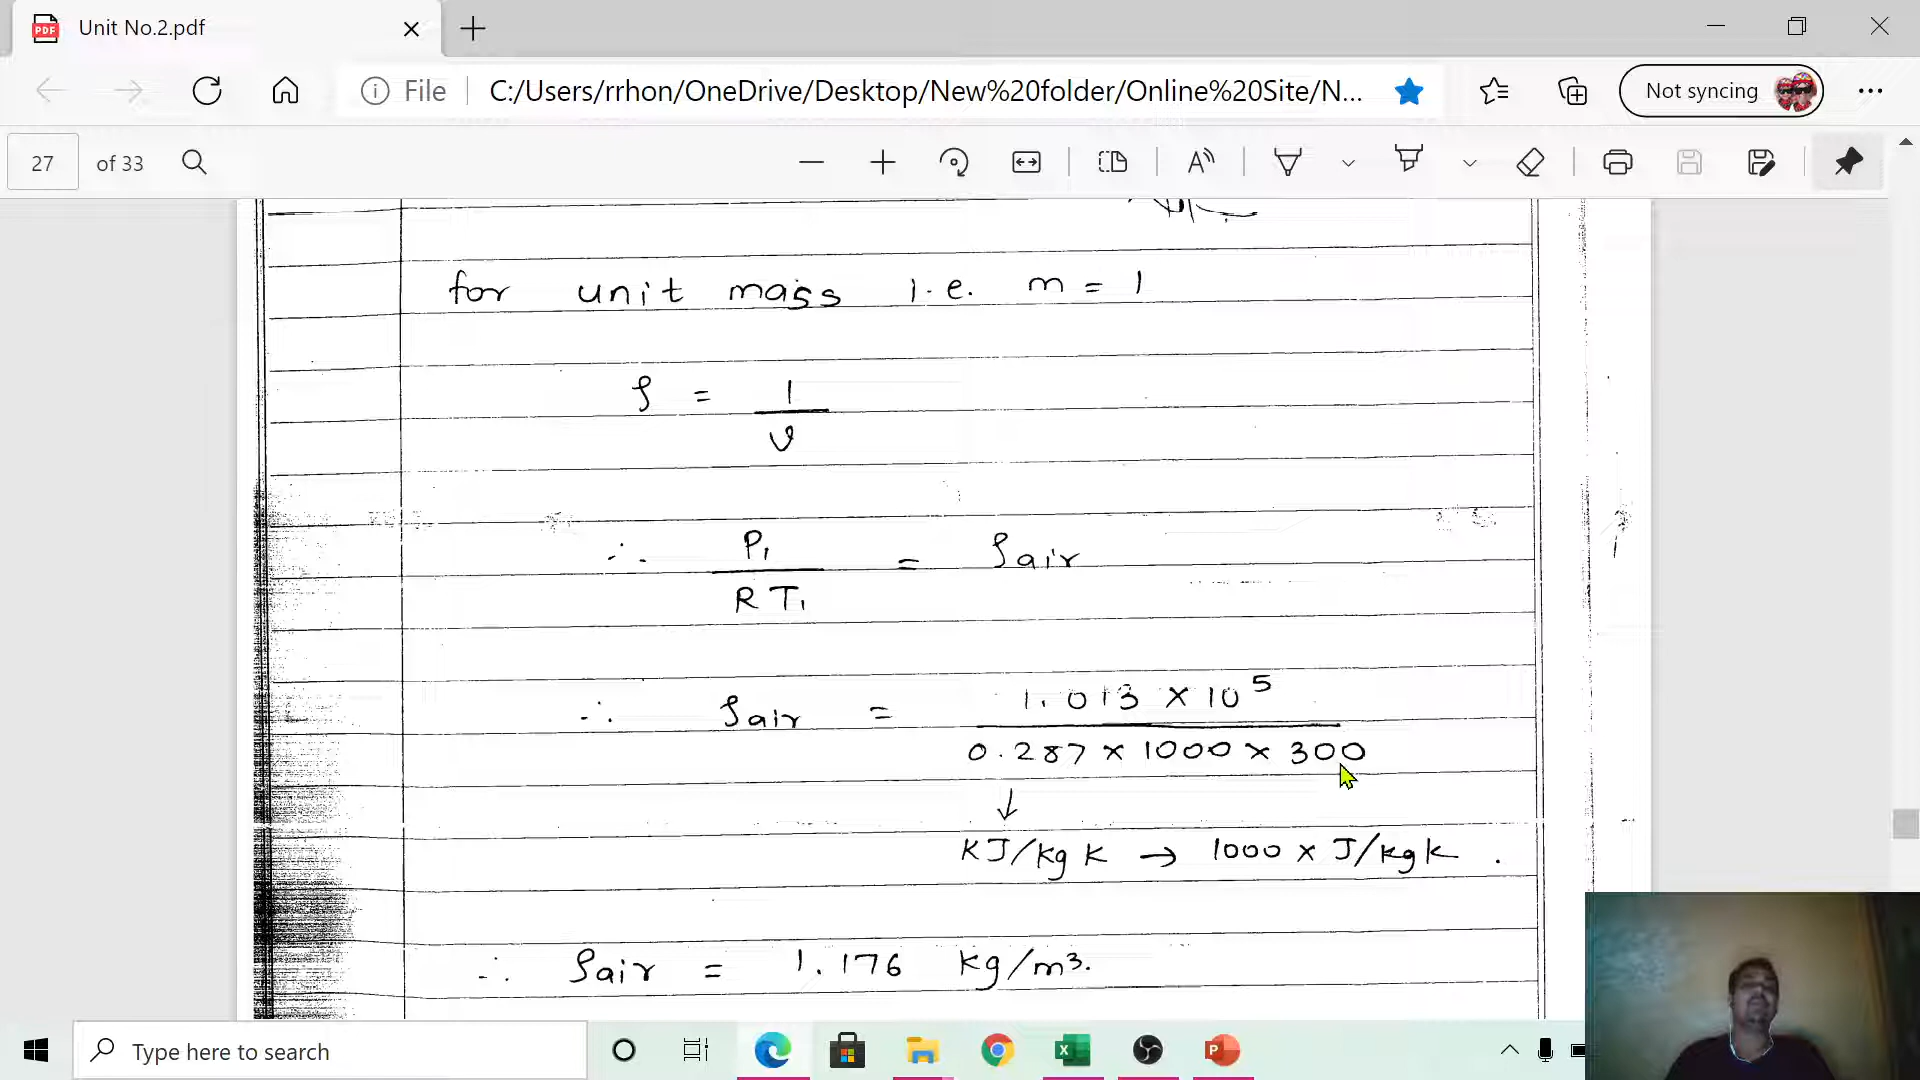 Unit No.2.pdf
File C:/Users/rrhon/OneDrive/Desktop/New%20folder/Online%20Site/N... Not syncing
27 of 33
for unit mass i.e. m = 1
ρ = 1 / v
∴ P₁ / R T₁ = ρair
∴ ρair = 1.013 × 10⁵ / 0.287 × 1000 × 300
↓
KJ/kg K → 1000 × J/kg K .
∴ ρair = 1.176 kg/m³.
Type here to search